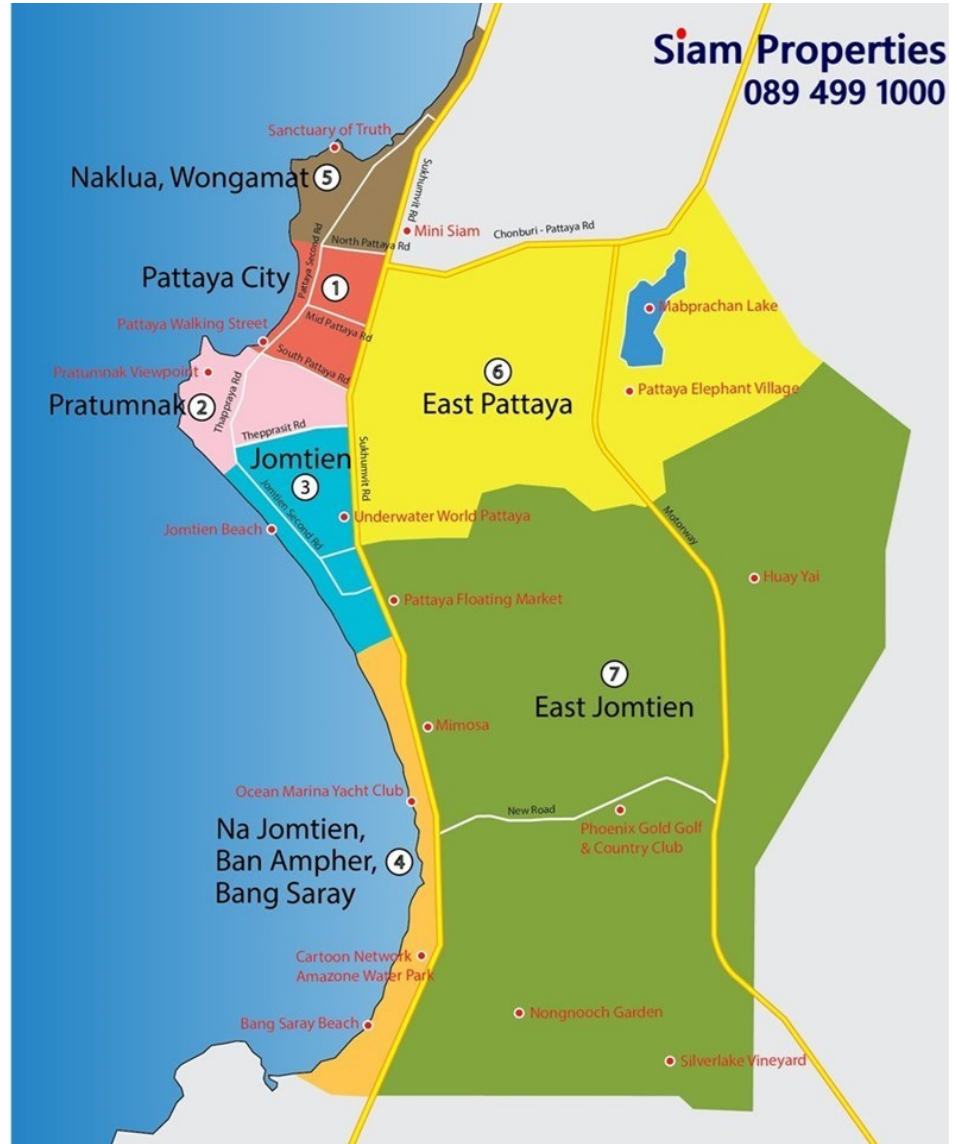 Siam Properties
089 499 1000
Sanctuary of Truth
Naklua, Wongamat 5
Sukhumvit Rd
Mini Siam
Chonburi - Pattaya Rd
North Pattaya Rd
Pattaya Second Rd
Pattaya City
1
Mabprachan Lake
Pattaya Walking Street
Mid Pattaya Rd
South Pattaya Rd
Pratumnak Viewpoint
6
East Pattaya
Pattaya Elephant Village
Pratumnak 2
Thappraya Rd
Thepprasit Rd
Jomtien
3
Sukhumvit Rd
Jomtien Second Rd
Underwater World Pattaya
Jomtien Beach
Motorway
Huay Yai
Pattaya Floating Market
7
East Jomtien
Mimosa
Ocean Marina Yacht Club
New Road
Phoenix Gold Golf
& Country Club
Na Jomtien,
Ban Ampher, 4
Bang Saray
Cartoon Network
Amazone Water Park
Nongnooch Garden
Bang Saray Beach
Silverlake Vineyard